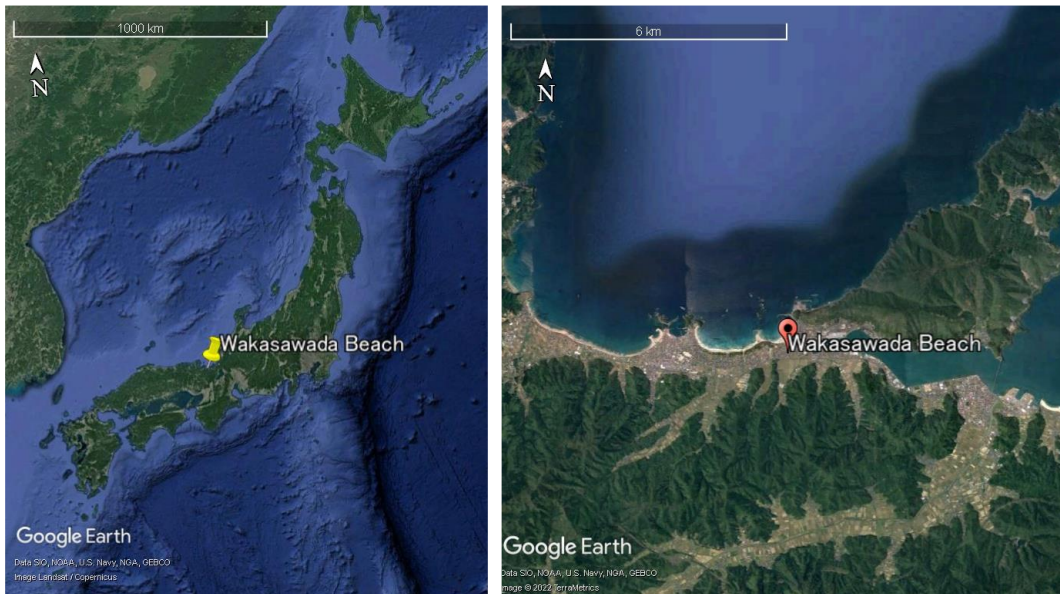 1000 km
N
Wakasawada Beach
Google Earth
Data SIO, NOAA, U.S. Navy, NGA, GEBCO
Image Landsat / Copernicus
6 km
N
Wakasawada Beach
Google Earth
Data SIO, NOAA, U.S. Navy, NGA, GEBCO
mage © 2022 TerraMetrics